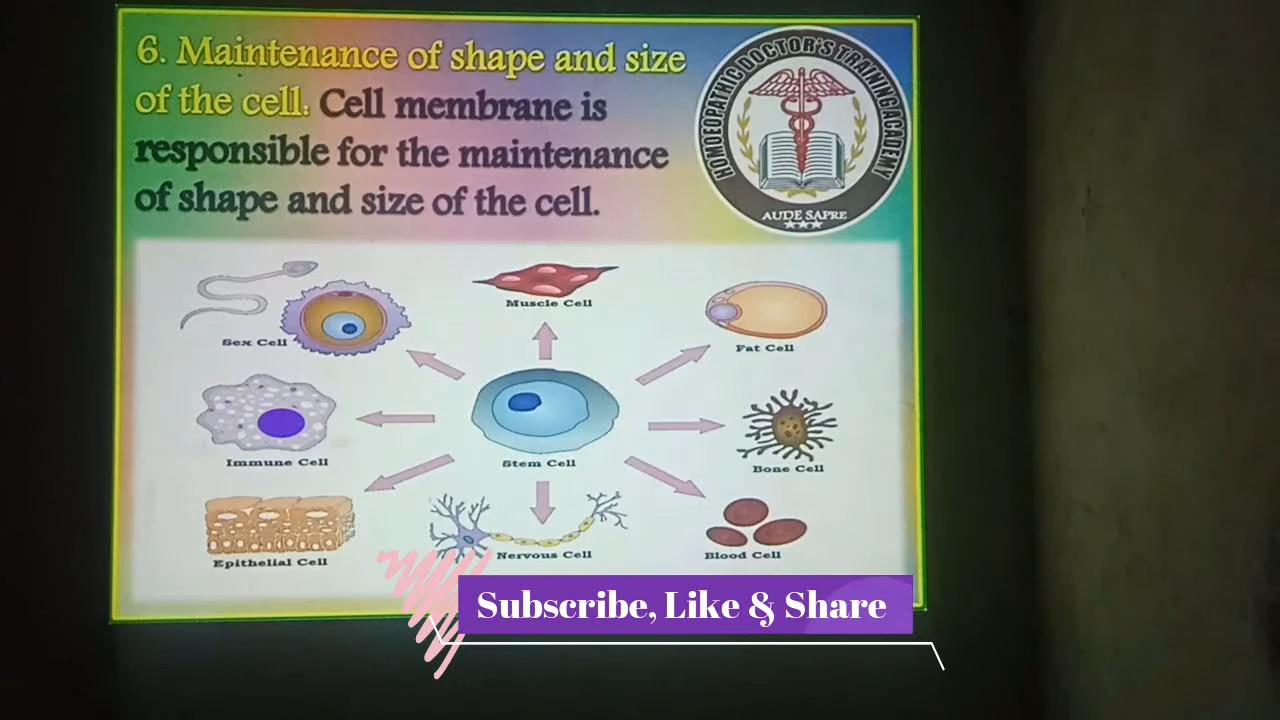 6. Maintenance of shape and size
of the cell: Cell membrane is
responsible for the maintenance
of shape and size of the cell.
HOMOEOPATHIC DOCTOR'S TRAINING ACADEMY
AUDE SAPRE
Sex Cell
Muscle Cell
Fat Cell
Immune Cell
Stem Cell
Bone Cell
Epithelial Cell
Nervous Cell
Blood Cell
Subscribe, Like & Share